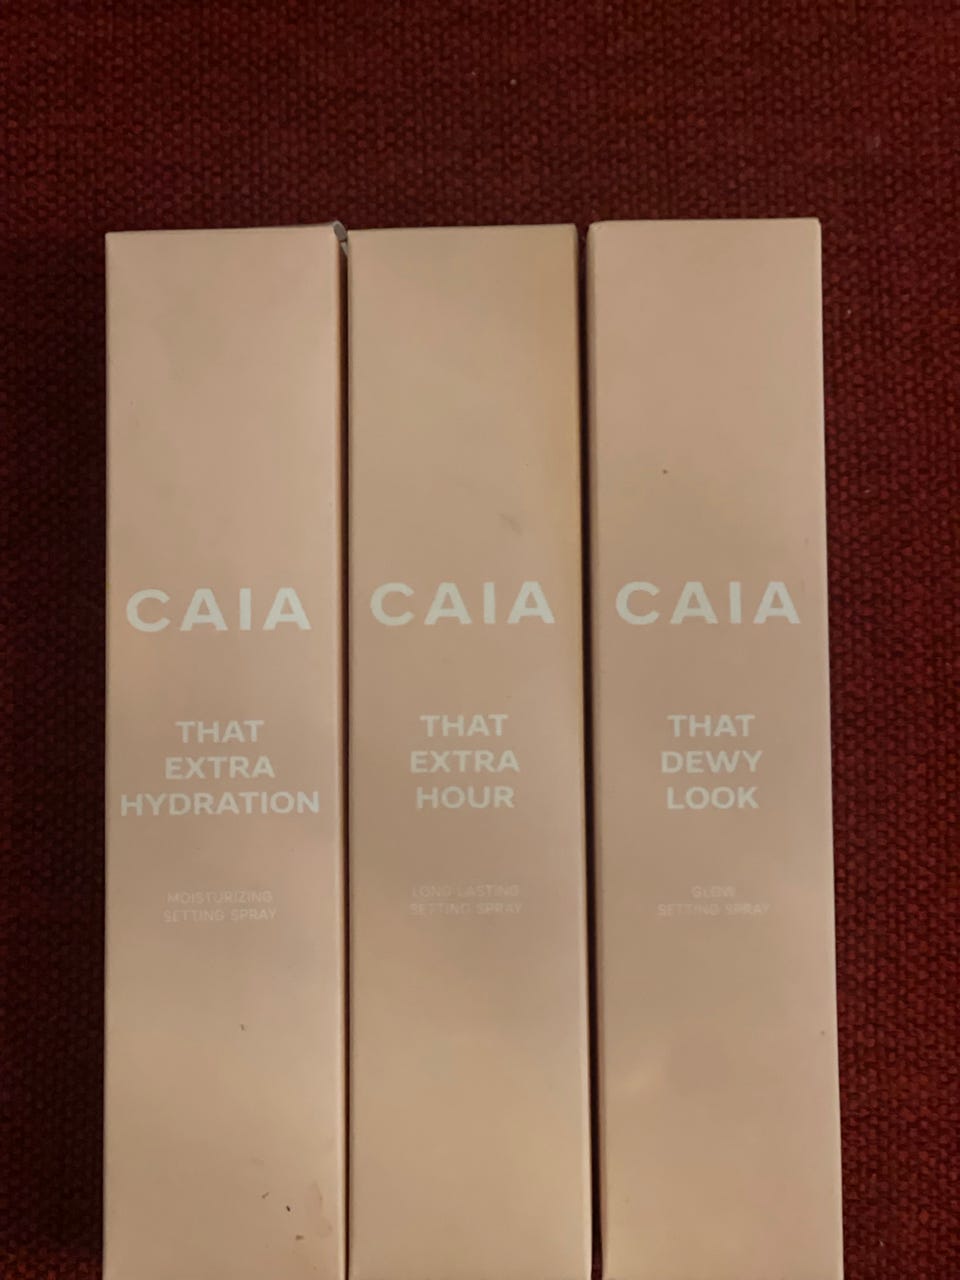 CAIA
THAT
EXTRA
HYDRATION
MOISTURIZING
SETTING SPRAY
CAIA
THAT
EXTRA
HOUR
LONG LASTING
SETTING SPRAY
CAIA
THAT
DEWY
LOOK
GLOW
SETTING SPRAY